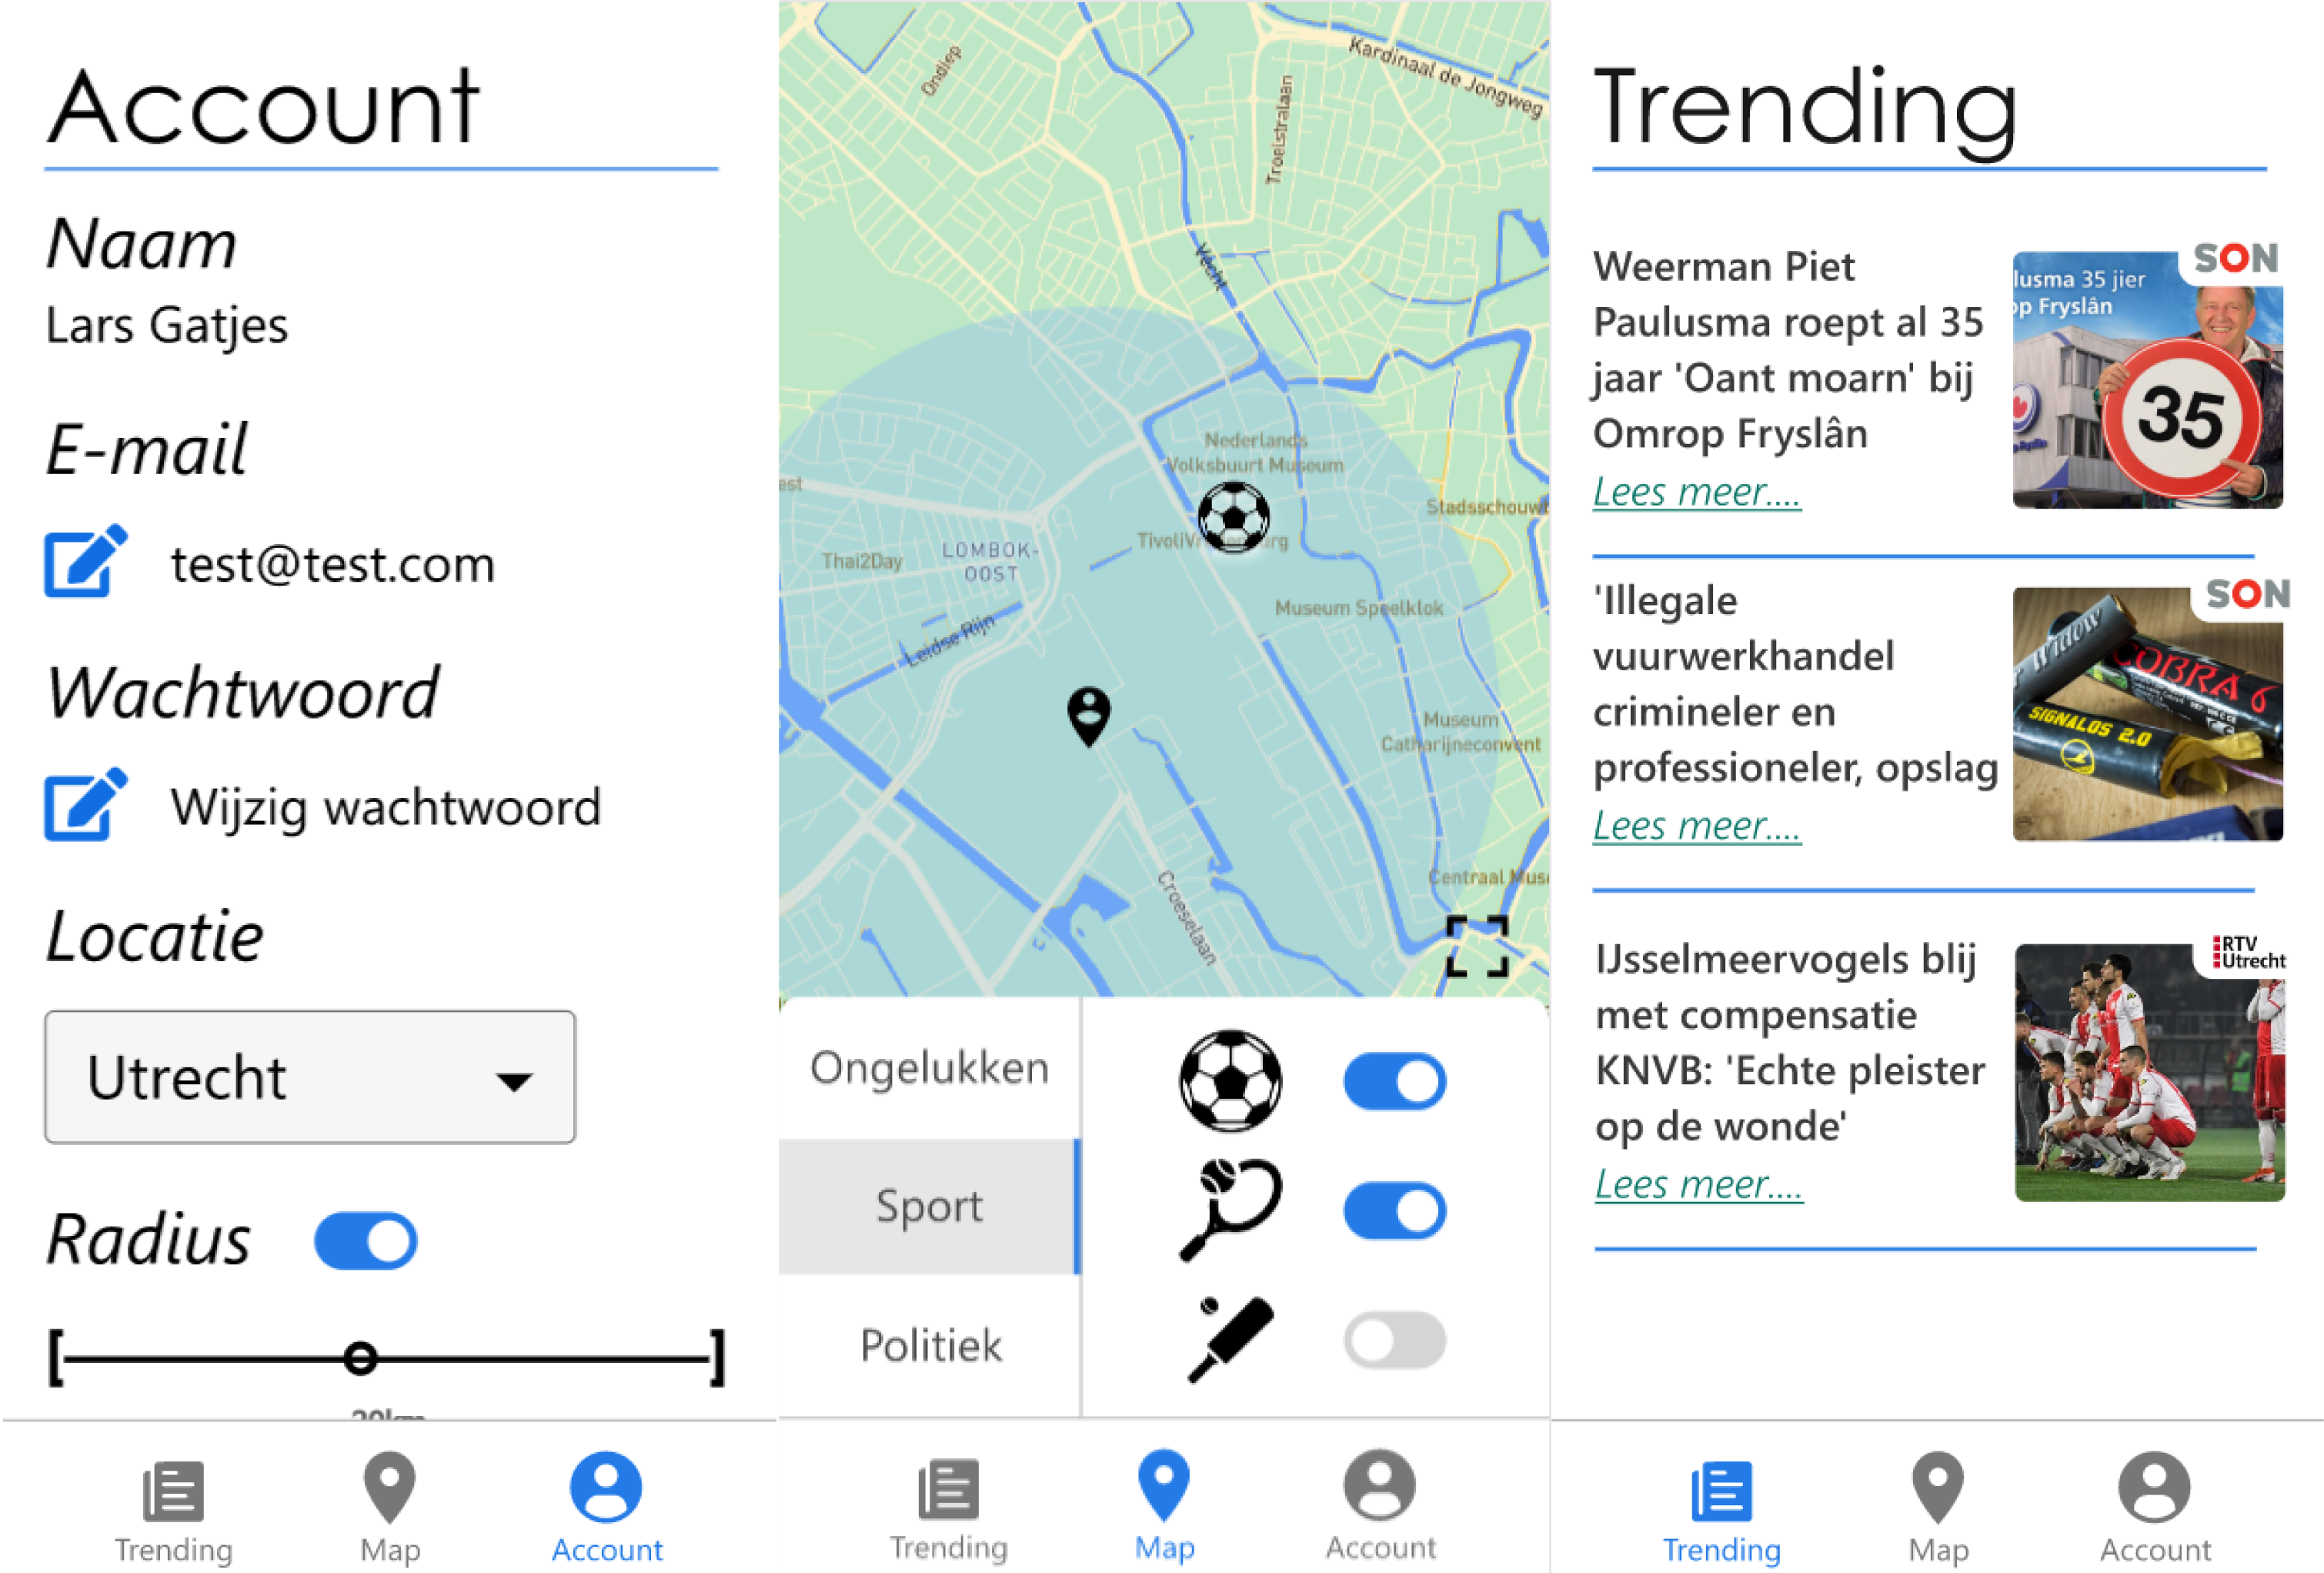 Account
Naam
Lars Gatjes
E-mail
test@test.com
Wachtwoord
Wijzig wachtwoord
Locatie
Utrecht
Radius
Trending
Map
Account
Ondiep
Kardinaal de Jongweg
Troelstralaan
Vecht
Nederlands
Volksbuurt Museum
est
Stadsschouw
Thai2Day
LOMBOK-
OOST
Museum Speelklok
Leidse Rijn
Museum
Catharijneconvent
Centraal Mus
Croeselaan
Ongelukken
Sport
Politiek
Trending
Map
Account
Trending
Weerman Piet
Paulusma roept al 35
jaar 'Oant moarn' bij
Omrop Fryslân
Lees meer....
SON
lusma 35 jier
op Fryslân
35
'Illegale
vuurwerkhandel
crimineler en
professioneler, opslag
Lees meer....
SON
Widow
COBRA 6
SIGNALOS 2.0
IJsselmeervogels blij
met compensatie
KNVB: 'Echte pleister
op de wonde'
Lees meer....
RTV
Utrecht
Trending
Map
Account